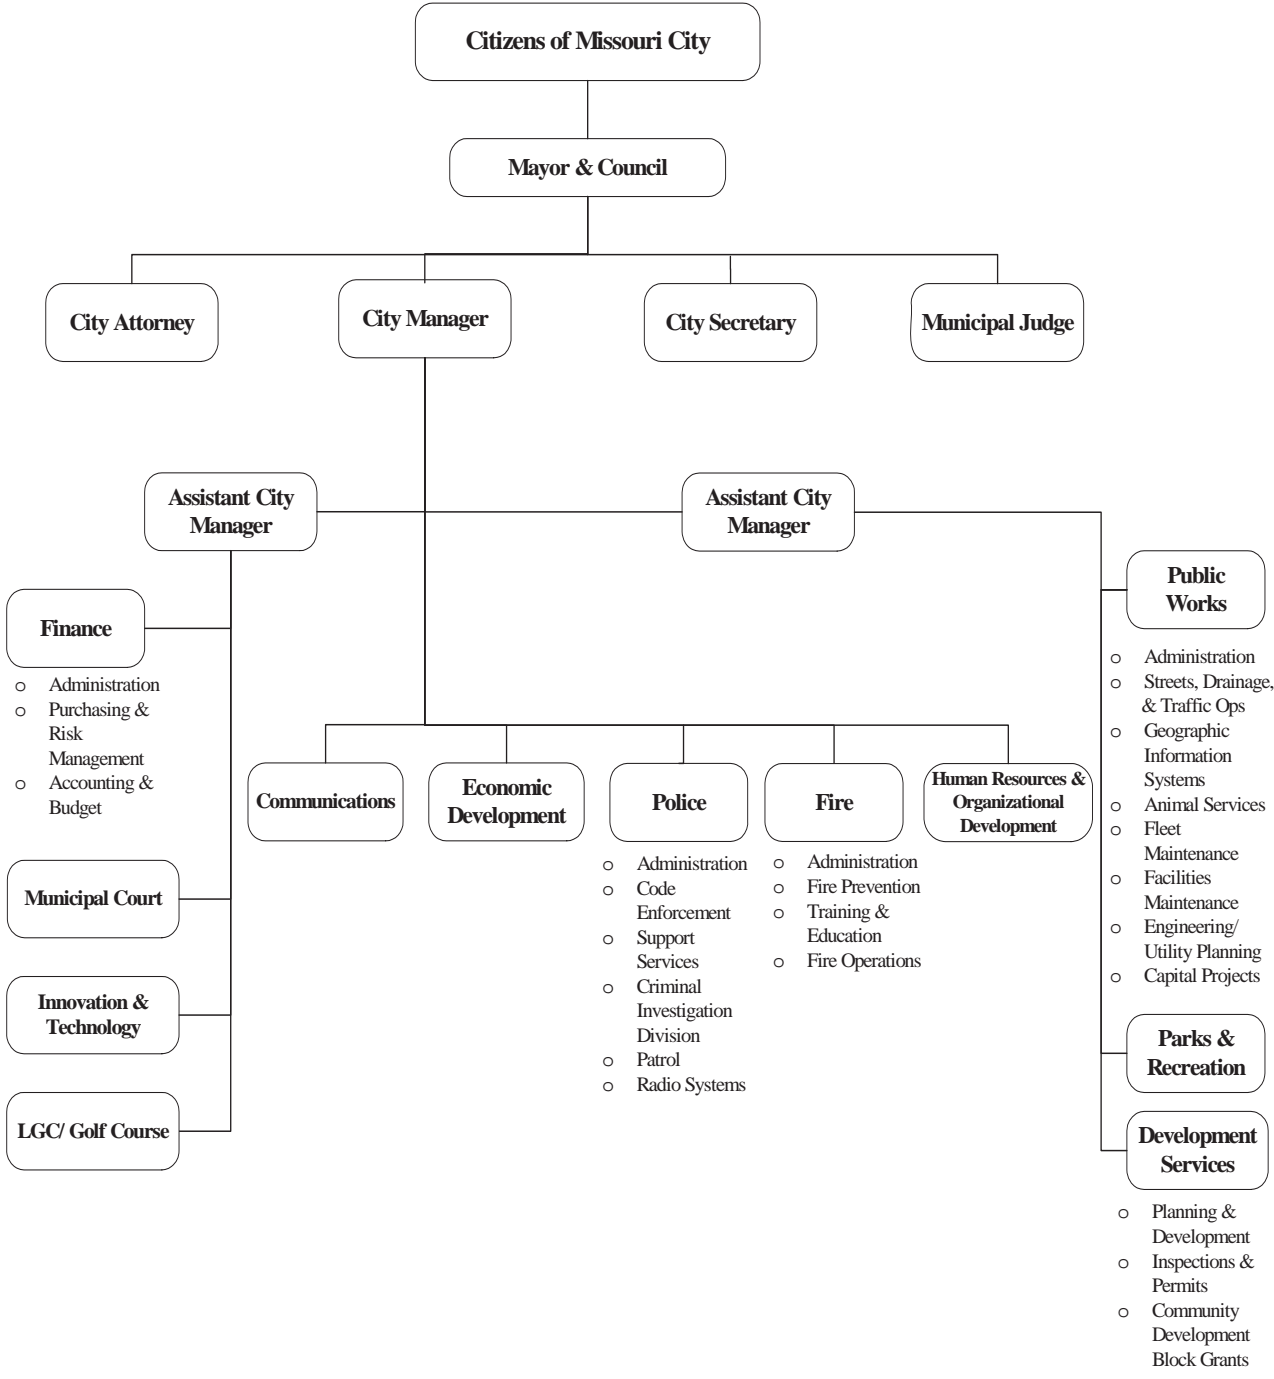 Citizens of Missouri City
Mayor & Council
City Attorney
City Manager
City Secretary
Municipal Judge
Assistant City
Manager
Assistant City
Manager
Finance
o Administration
o Purchasing &
Risk
Management
o Accounting &
Budget
Municipal Court
Innovation &
Technology
LGC/ Golf Course
Communications
Economic
Development
Police
o Administration
o Code
Enforcement
o Support
Services
o Criminal
Investigation
Division
o Patrol
o Radio Systems
Fire
o Administration
o Fire Prevention
o Training &
Education
o Fire Operations
Human Resources &
Organizational
Development
Public
Works
o Administration
o Streets, Drainage,
& Traffic Ops
o Geographic
Information
Systems
o Animal Services
o Fleet
Maintenance
o Facilities
Maintenance
o Engineering/
Utility Planning
o Capital Projects
Parks &
Recreation
Development
Services
o Planning &
Development
o Inspections &
Permits
o Community
Development
Block Grants